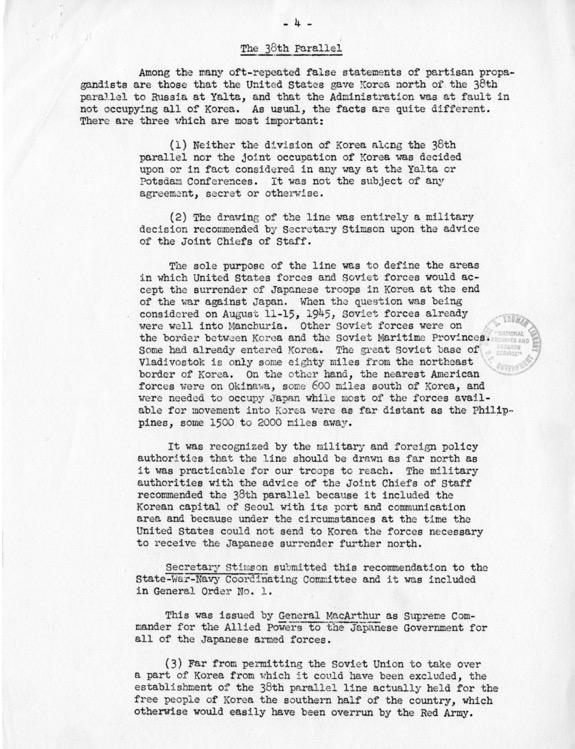 - 4 -
The 38th Parallel
Among the many oft-repeated false statements of partisan propa-
gandists are those that the United States gave Korea north of the 38th
parallel to Russia at Yalta, and that the Administration was at fault in
not occupying all of Korea. As usual, the facts are quite different.
There are three which are most important:
(1) Neither the division of Korea along the 38th
parallel nor the joint occupation of Korea was decided
upon or in fact considered in any way at the Yalta or
Potsdam Conferences. It was not the subject of any
agreement, secret or otherwise.
(2) The drawing of the line was entirely a military
decision recommended by Secretary Stimson upon the advice
of the Joint Chiefs of Staff.
The sole purpose of the line was to define the areas
in which United States forces and Soviet forces would ac-
cept the surrender of Japanese troops in Korea at the end
of the war against Japan. When the question was being
considered on August 11-15, 1945, Soviet forces already
were well into Manchuria. Other Soviet forces were on
the border between Korea and the Soviet Maritime Provinces.
Some had already entered Korea. The great Soviet base of
Vladivostok is only some eighty miles from the northeast
border of Korea. On the other hand, the nearest American
forces were on Okinawa, some 600 miles south of Korea, and
were needed to occupy Japan while most of the forces avail-
able for movement into Korea were as far distant as the Philip-
pines, some 1500 to 2000 miles away.
It was recognized by the military and foreign policy
authorities that the line should be drawn as far north as
it was practicable for our troops to reach. The military
authorities with the advice of the Joint Chiefs of Staff
recommended the 38th parallel because it included the
Korean capital of Seoul with its port and communication
area and because under the circumstances at the time the
United States could not send to Korea the forces necessary
to receive the Japanese surrender further north.
Secretary Stimson submitted this recommendation to the
State-War-Navy Coordinating Committee and it was included
in General Order No. 1.
This was issued by General MacArthur as Supreme Com-
mander for the Allied Powers to the Japanese Government for
all of the Japanese armed forces.
(3) Far from permitting the Soviet Union to take over
a part of Korea from which it could have been excluded, the
establishment of the 38th parallel line actually held for the
free people of Korea the southern half of the country, which
otherwise would easily have been overrun by the Red Army.
TRUMAN LIBRARY
"NATIONAL
ARCHIVES AND
RECORDS
SERVICE"
GOVERNMENT